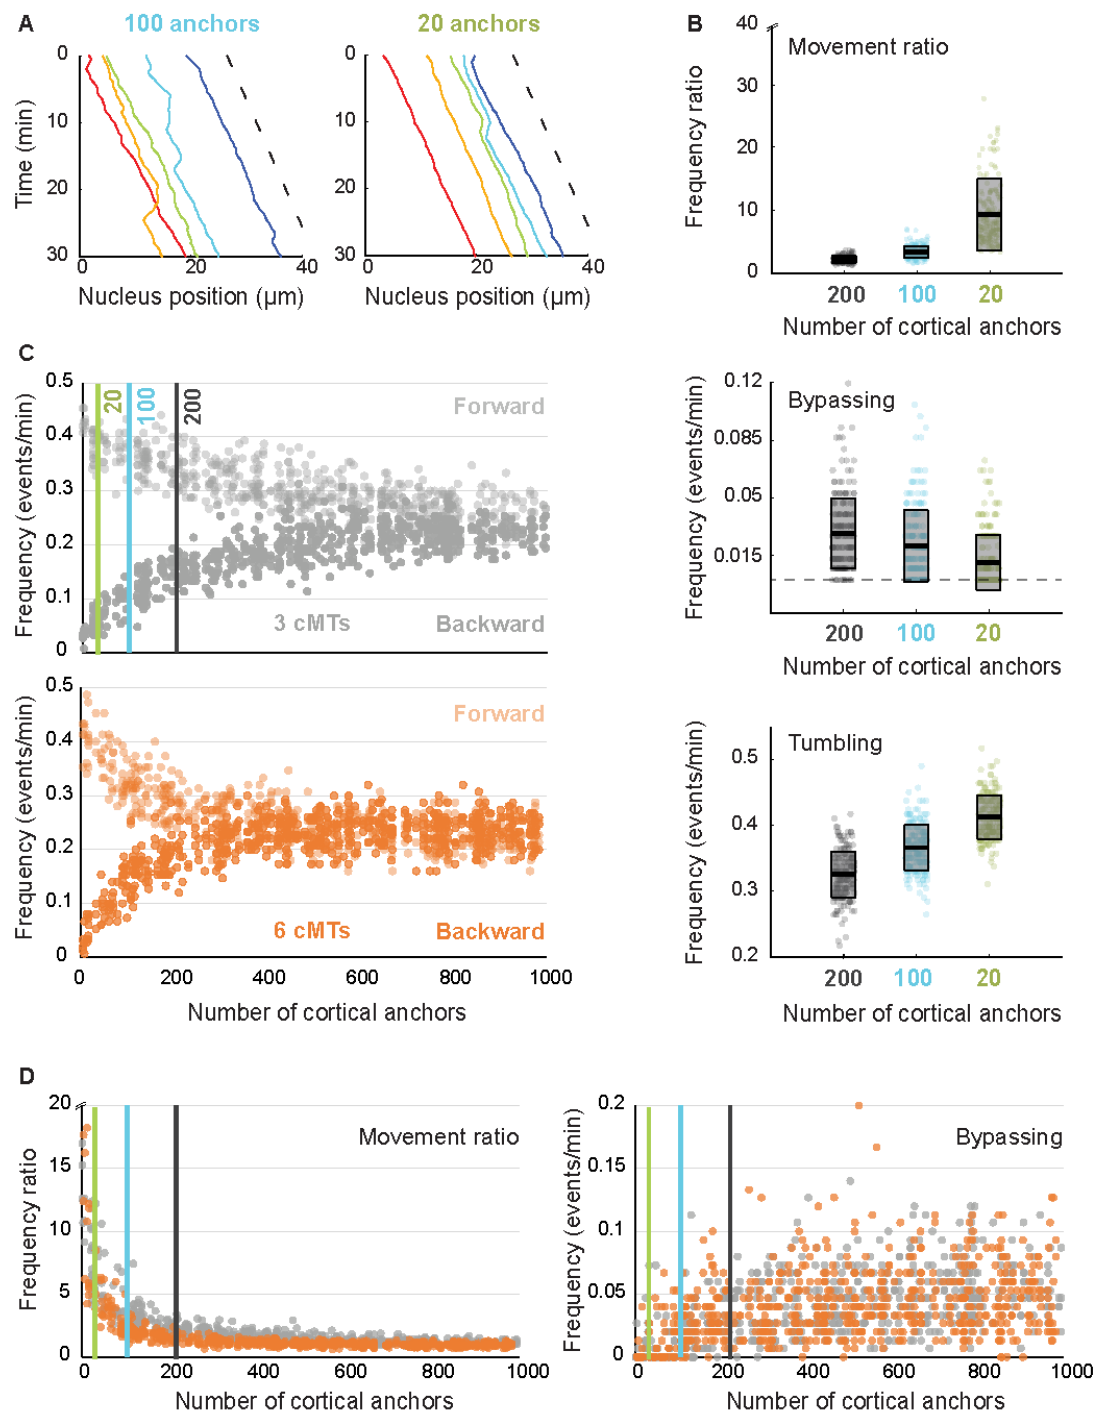 A
100 anchors
20 anchors
0
10
20
30
Time (min)
0
20
40
Nucleus position (µm)
0
10
20
30
0
20
40
Nucleus position (µm)
B
Movement ratio
40
30
20
10
0
Frequency ratio
200
100
20
Number of cortical anchors
Bypassing
0.12
0.085
0.05
0.015
Frequency (events/min)
200
100
20
Number of cortical anchors
Tumbling
0.5
0.4
0.3
0.2
Frequency (events/min)
200
100
20
Number of cortical anchors
C
0.5
0.4
0.3
0.2
0.1
0
Frequency (events/min)
20
100
200
Forward
3 cMTs
Backward
0.5
0.4
0.3
0.2
0.1
0
Frequency (events/min)
Forward
6 cMTs
Backward
0
200
400
600
800
1000
Number of cortical anchors
D
20
15
10
5
0
Frequency ratio
Movement ratio
0
200
400
600
800
1000
Number of cortical anchors
0.2
0.15
0.1
0.05
0
Frequency (events/min)
Bypassing
0
200
400
600
800
1000
Number of cortical anchors